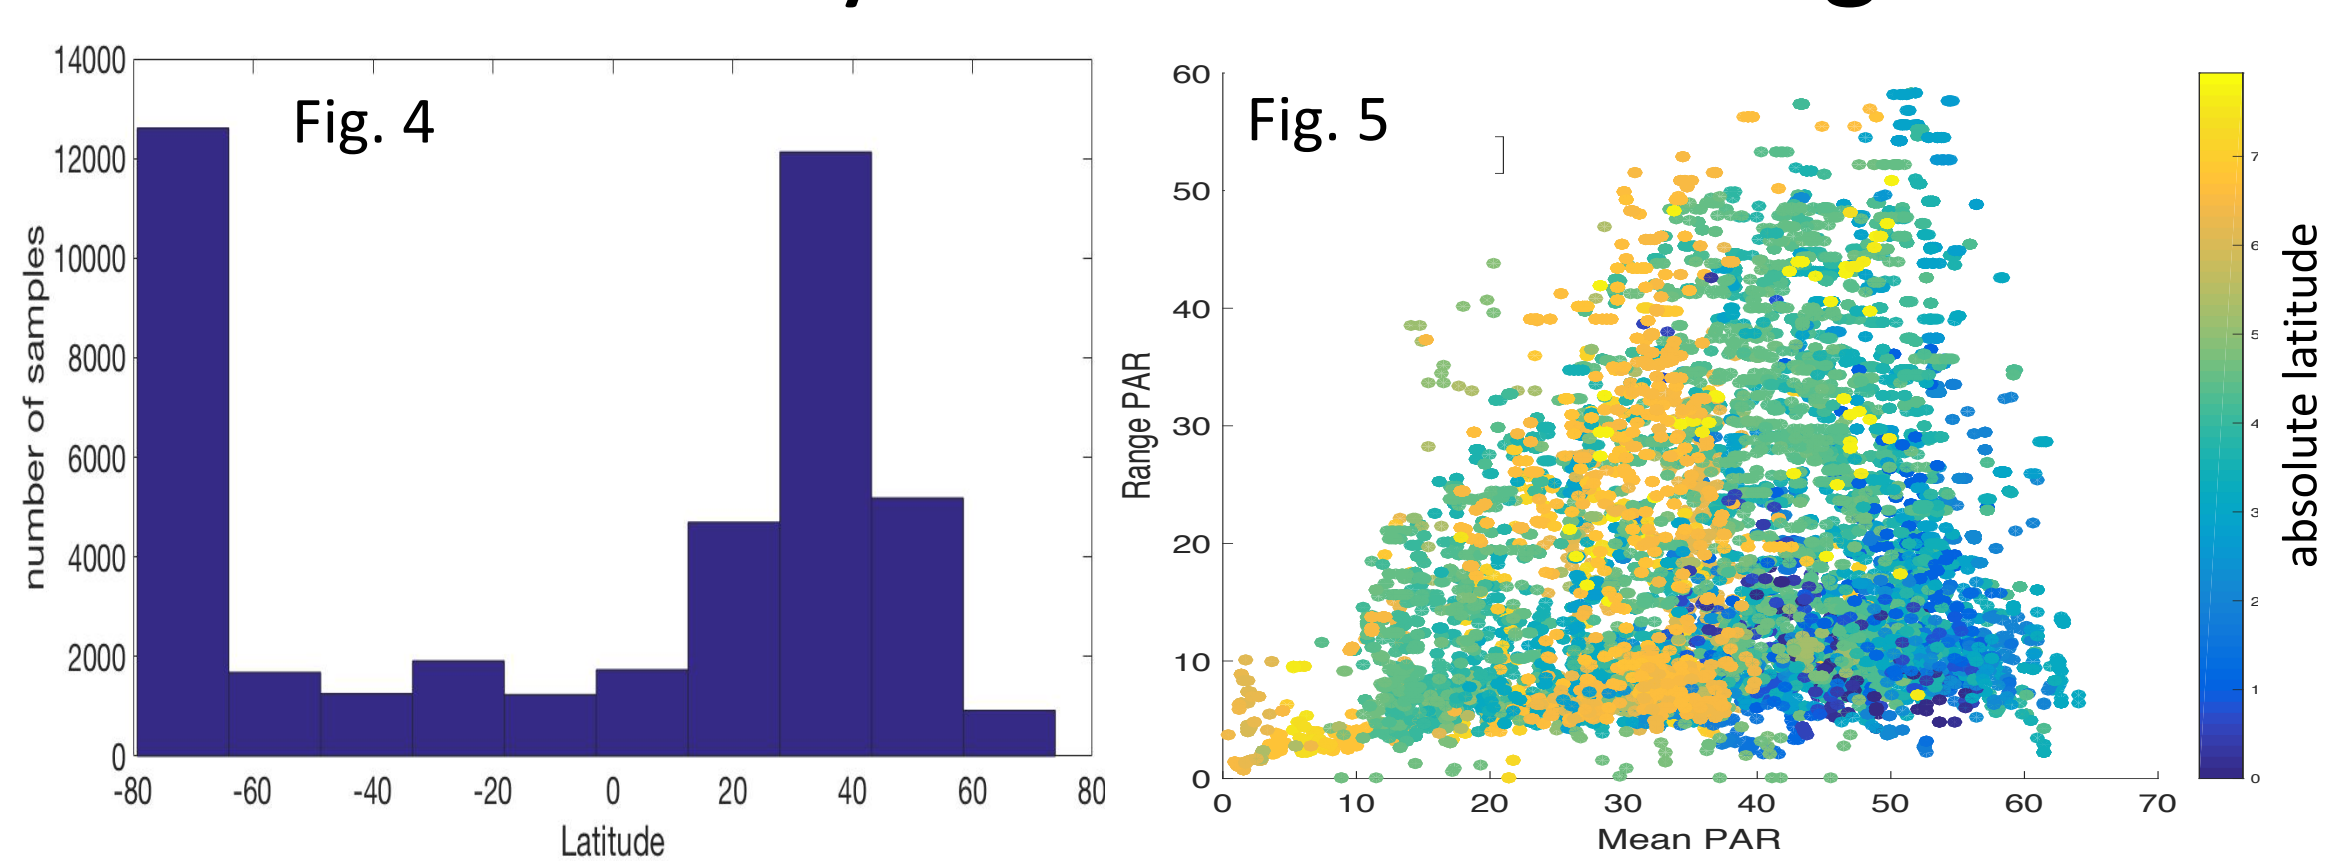 Fig. 4
number of samples
14000
12000
10000
8000
6000
4000
2000
0
-80 -60 -40 -20 0 20 40 60 80
Latitude
Fig. 5
Range PAR
60
50
40
30
20
10
0
0 10 20 30 40 50 60 70
Mean PAR
7
6
5
4
3
2
1
0
absolute latitude